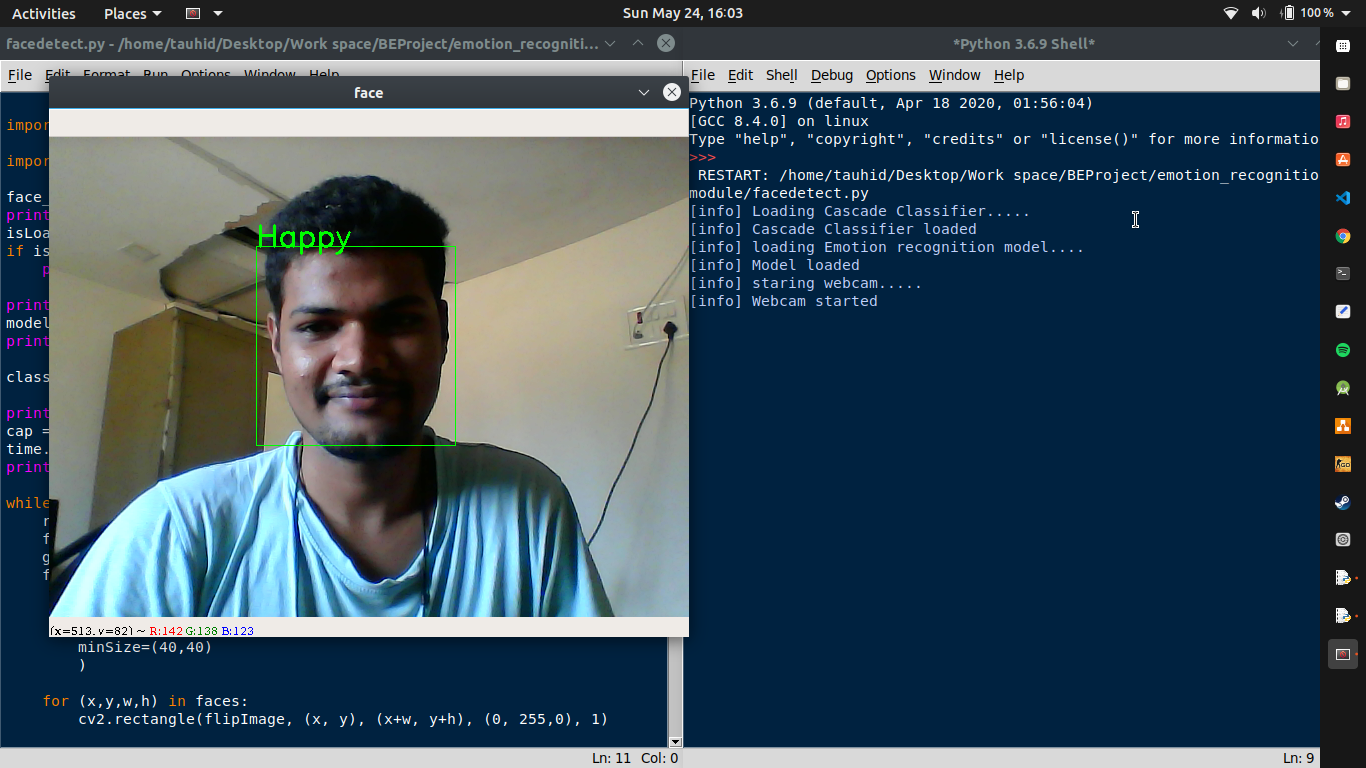 Activities Places Sun May 24, 16:03 100 %
facedetect.py - /home/tauhid/Desktop/Work space/BEProject/emotion_recogniti...
File Edit Format Run Options Window Help
face
impor
impor
face_
print
isLoa
if is
p
print
model
print
class
print
cap =
time.
print
while
r
f
g
f
Happy
(x=513, y=82) ~ R:142 G:138 B:123
minSize=(40,40)
)
for (x,y,w,h) in faces:
cv2.rectangle(flipImage, (x, y), (x+w, y+h), (0, 255,0), 1)
Ln: 11 Col: 0
*Python 3.6.9 Shell*
File Edit Shell Debug Options Window Help
Python 3.6.9 (default, Apr 18 2020, 01:56:04)
[GCC 8.4.0] on linux
Type "help", "copyright", "credits" or "license()" for more informatio
>>>
RESTART: /home/tauhid/Desktop/Work space/BEProject/emotion_recognitio
module/facedetect.py
[info] Loading Cascade Classifier.....
[info] Cascade Classifier loaded
[info] loading Emotion recognition model....
[info] Model loaded
[info] staring webcam.....
[info] Webcam started
Ln: 9